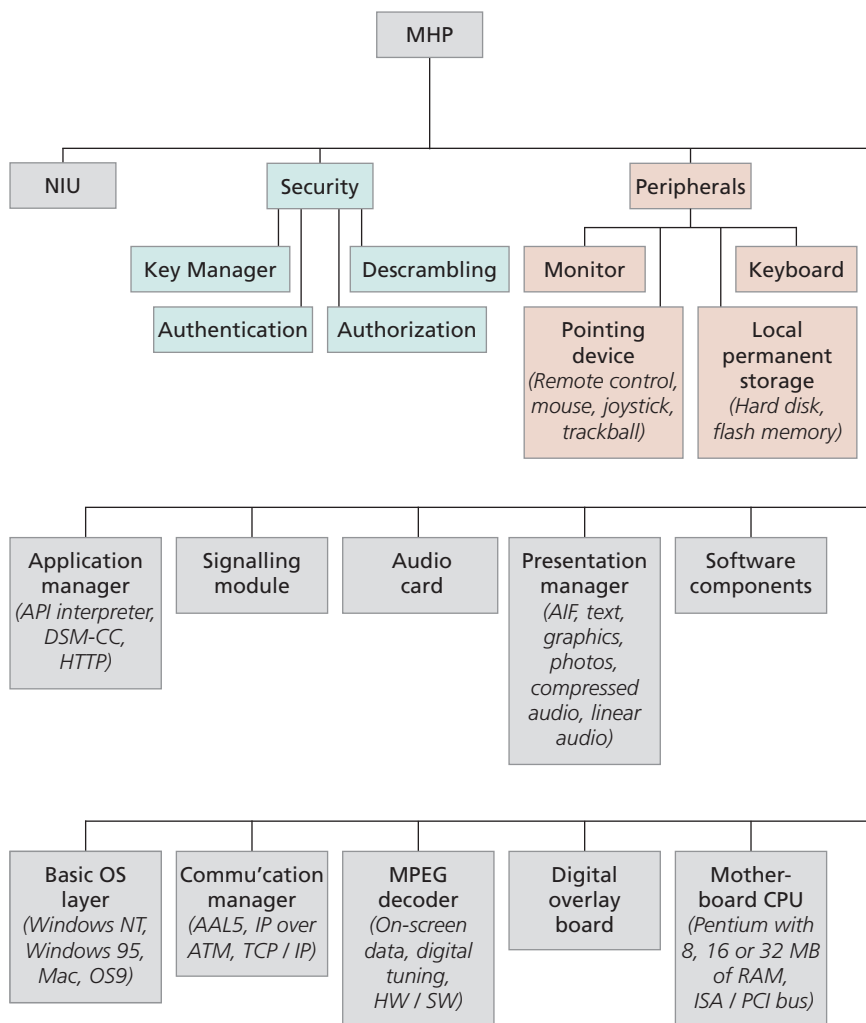 MHP
NIU
Security
Peripherals
Key Manager
Descrambling
Monitor
Keyboard
Authentication
Authorization
Pointing
device
(Remote control,
mouse, joystick,
trackball)
Local
permanent
storage
(Hard disk,
flash memory)
Application
manager
(API interpreter,
DSM-CC,
HTTP)
Signalling
module
Audio
card
Presentation
manager
(AIF, text,
graphics,
photos,
compressed
audio, linear
audio)
Software
components
Basic OS
layer
(Windows NT,
Windows 95,
Mac, OS9)
Commu’cation
manager
(AAL5, IP over
ATM, TCP / IP)
MPEG
decoder
(On-screen
data, digital
tuning,
HW / SW)
Digital
overlay
board
Mother-
board CPU
(Pentium with
8, 16 or 32 MB
of RAM,
ISA / PCI bus)